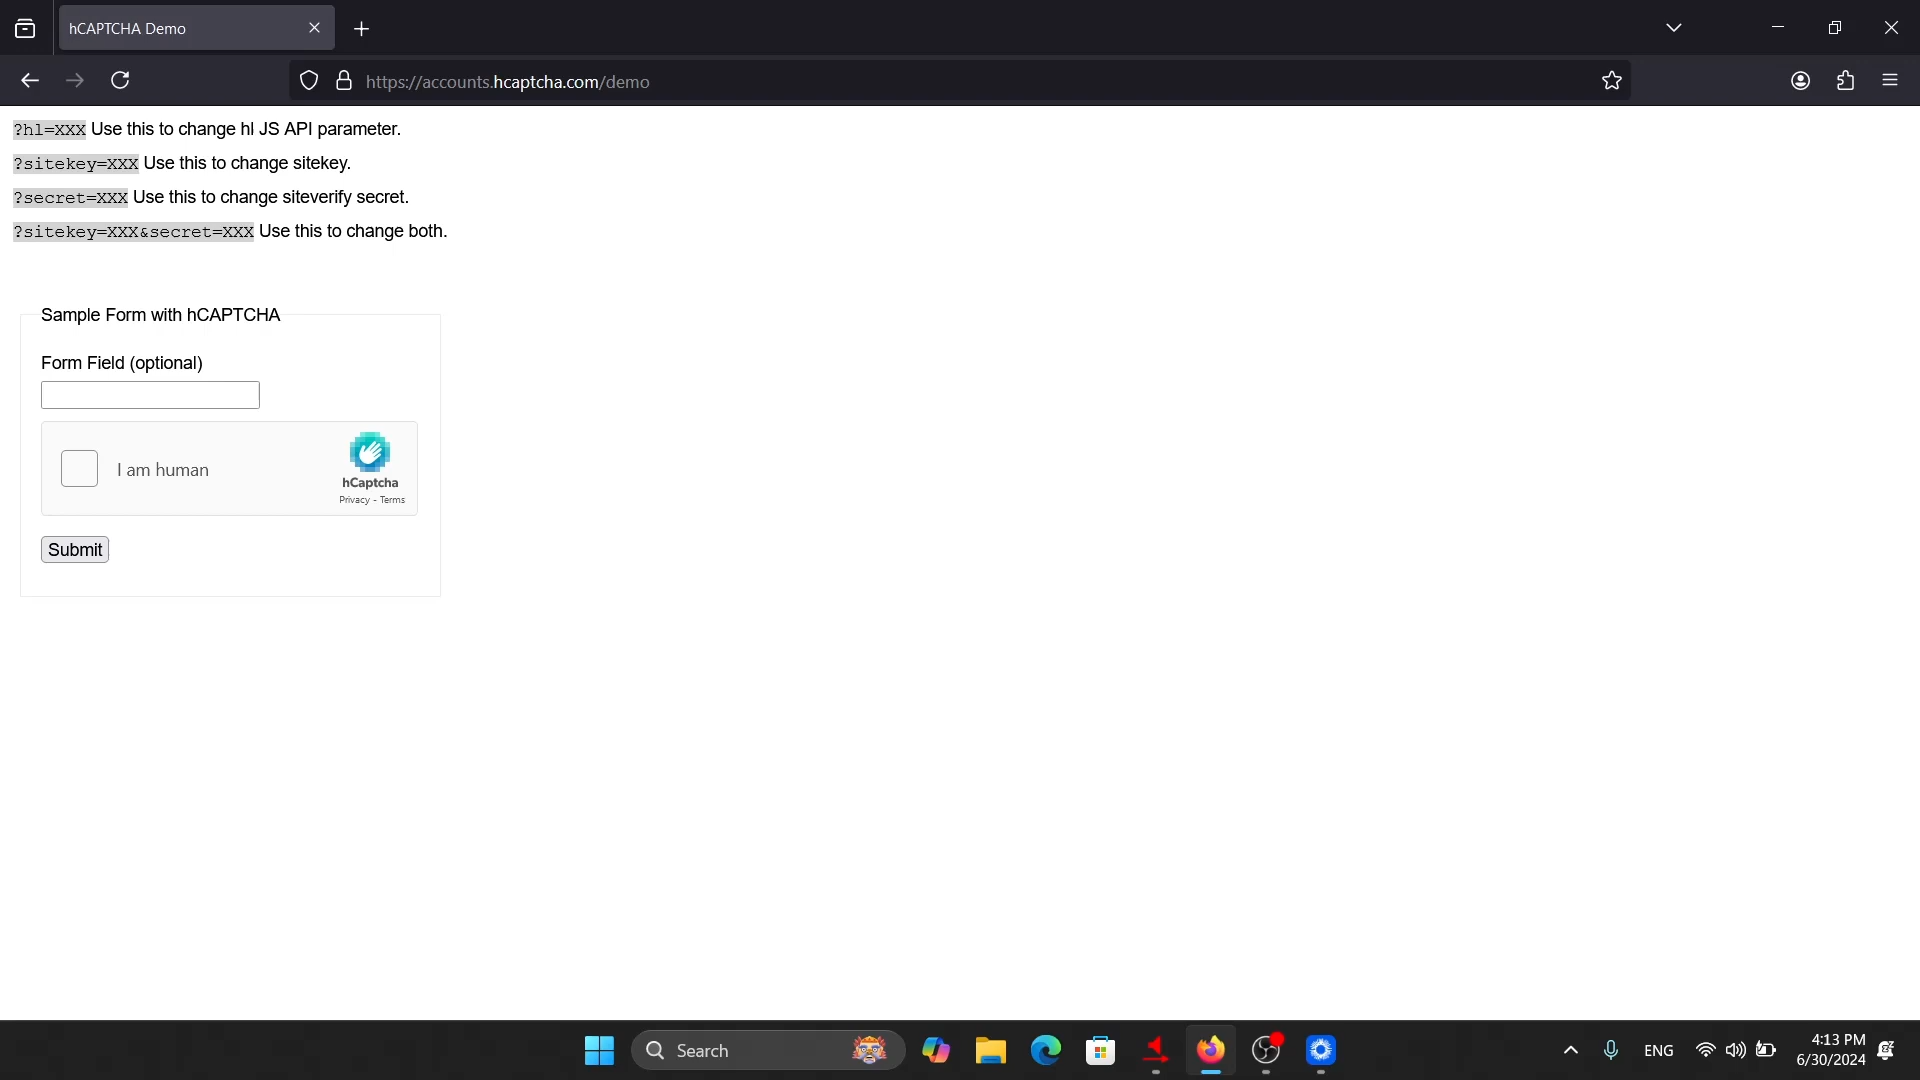 hCAPTCHA Demo
https://accounts.hcaptcha.com/demo
?hl=XXX Use this to change hl JS API parameter.
?sitekey=XXX Use this to change sitekey.
?secret=XXX Use this to change siteverify secret.
?sitekey=XXX&secret=XXX Use this to change both.
Sample Form with hCAPTCHA
Form Field (optional)
I am human
hCaptcha
Privacy - Terms
Submit
Search
ENG
4:13 PM
6/30/2024